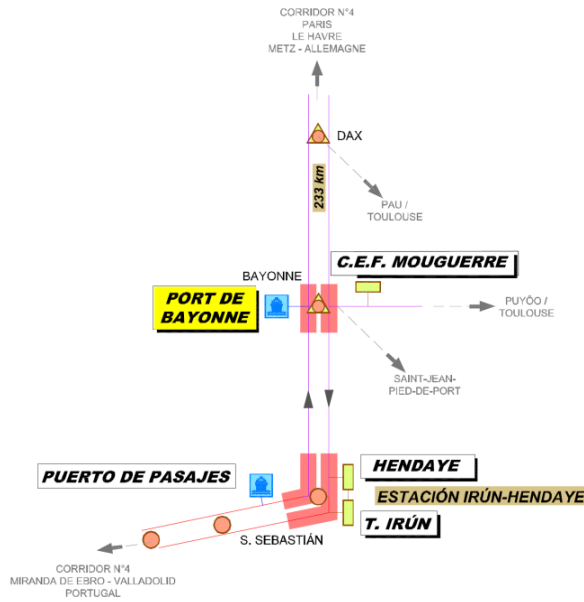 CORRIDOR N°4
PARIS
LE HAVRE
METZ - ALLEMAGNE
DAX
233 km
PAU /
TOULOUSE
BAYONNE
C.E.F. MOUGUERRE
PORT DE
BAYONNE
PUYÔO /
TOULOUSE
SAINT-JEAN-
PIED-DE-PORT
PUERTO DE PASAJES
HENDAYE
ESTACIÓN IRÚN-HENDAYE
T. IRÚN
S. SEBASTIÁN
CORRIDOR N°4
MIRANDA DE EBRO - VALLADOLID
PORTUGAL